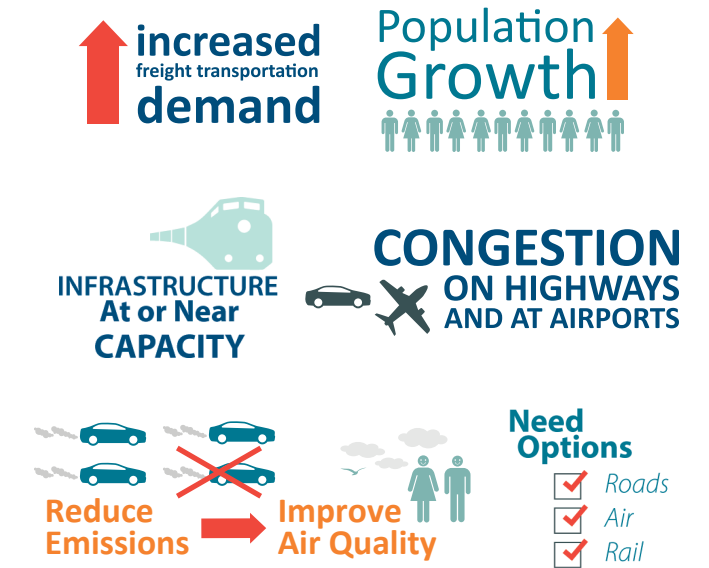 increased
freight transportation
demand
Population
Growth
INFRASTRUCTURE
At or Near
CAPACITY
CONGESTION
ON HIGHWAYS
AND AT AIRPORTS
Reduce
Emissions
Improve
Air Quality
Need
Options
Roads
Air
Rail